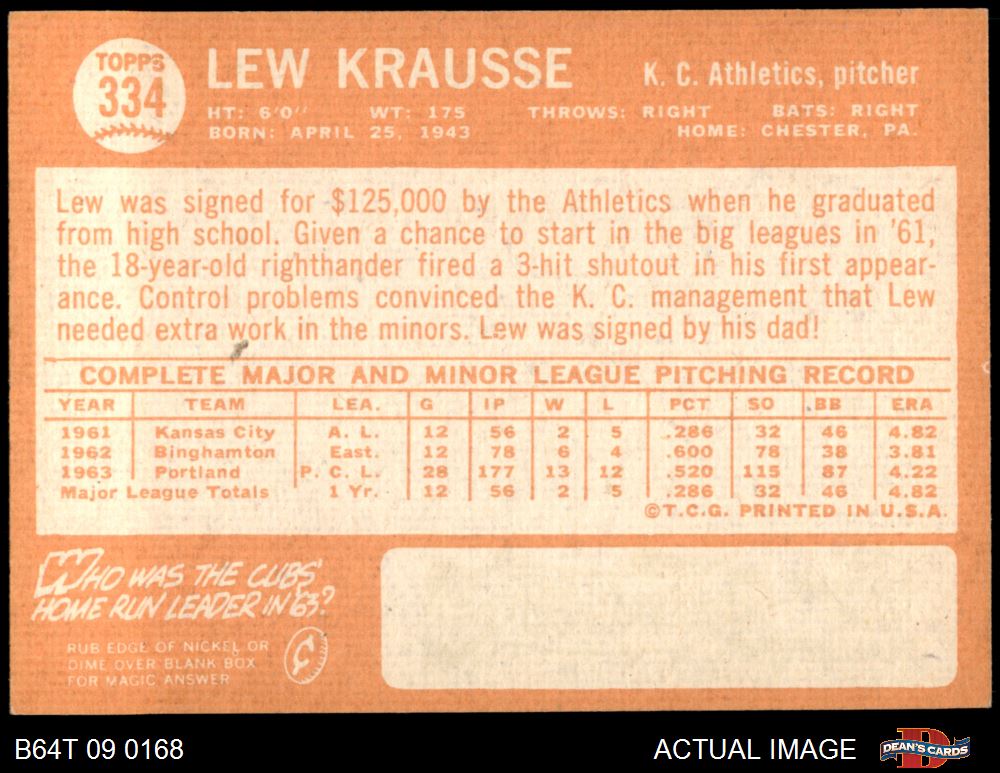 TOPPS
334
LEW KRAUSSE
K. C. Athletics, pitcher
HT: 6'0" WT: 175 THROWS: RIGHT BATS: RIGHT
BORN: APRIL 25, 1943 HOME: CHESTER, PA.
Lew was signed for $125,000 by the Athletics when he graduated
from high school. Given a chance to start in the big leagues in '61,
the 18-year-old righthander fired a 3-hit shutout in his first appear-
ance. Control problems convinced the K. C. management that Lew
needed extra work in the minors. Lew was signed by his dad!
COMPLETE MAJOR AND MINOR LEAGUE PITCHING RECORD
YEAR TEAM LEA. G IP W L PCT SO BB ERA
1961 Kansas City A. L. 12 56 2 5 .286 32 46 4.82
1962 Binghamton East. 12 78 6 4 .600 78 38 3.81
1963 Portland P. C. L. 28 177 13 12 .520 115 87 4.22
Major League Totals 1 Yr. 12 56 2 5 .286 32 46 4.82
©T.C.G. PRINTED IN U.S.A.
WHO WAS THE CUBS'
HOME RUN LEADER IN '63?
RUB EDGE OF NICKEL OR
DIME OVER BLANK BOX
FOR MAGIC ANSWER
B64T 09 0168
ACTUAL IMAGE
DEAN'S CARDS